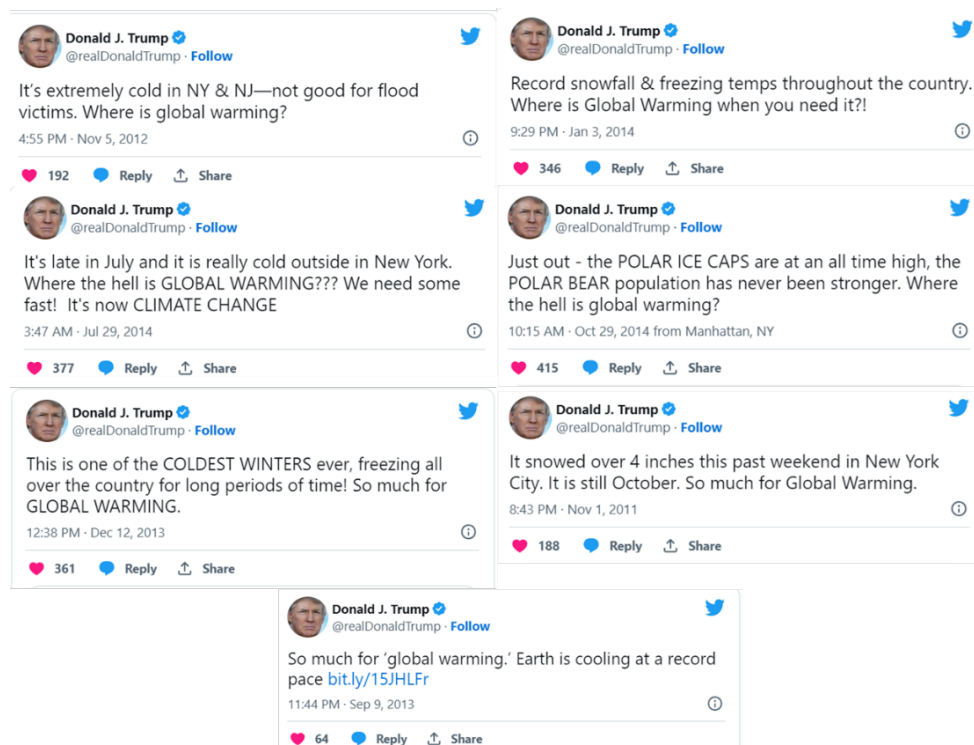 Donald J. Trump
@realDonaldTrump · Follow
It's extremely cold in NY & NJ—not good for flood
victims. Where is global warming?
4:55 PM · Nov 5, 2012
192 Reply Share
Donald J. Trump
@realDonaldTrump · Follow
Record snowfall & freezing temps throughout the country.
Where is Global Warming when you need it?!
9:29 PM · Jan 3, 2014
346 Reply Share
Donald J. Trump
@realDonaldTrump · Follow
It's late in July and it is really cold outside in New York.
Where the hell is GLOBAL WARMING??? We need some
fast!  It's now CLIMATE CHANGE
3:47 AM · Jul 29, 2014
377 Reply Share
Donald J. Trump
@realDonaldTrump · Follow
Just out - the POLAR ICE CAPS are at an all time high, the
POLAR BEAR population has never been stronger. Where
the hell is global warming?
10:15 AM · Oct 29, 2014 from Manhattan, NY
415 Reply Share
Donald J. Trump
@realDonaldTrump · Follow
This is one of the COLDEST WINTERS ever, freezing all
over the country for long periods of time! So much for
GLOBAL WARMING.
12:38 PM · Dec 12, 2013
361 Reply Share
Donald J. Trump
@realDonaldTrump · Follow
It snowed over 4 inches this past weekend in New York
City. It is still October. So much for Global Warming.
8:43 PM · Nov 1, 2011
188 Reply Share
Donald J. Trump
@realDonaldTrump · Follow
So much for 'global warming.' Earth is cooling at a record
pace bit.ly/15JHLFr
11:44 PM · Sep 9, 2013
64 Reply Share